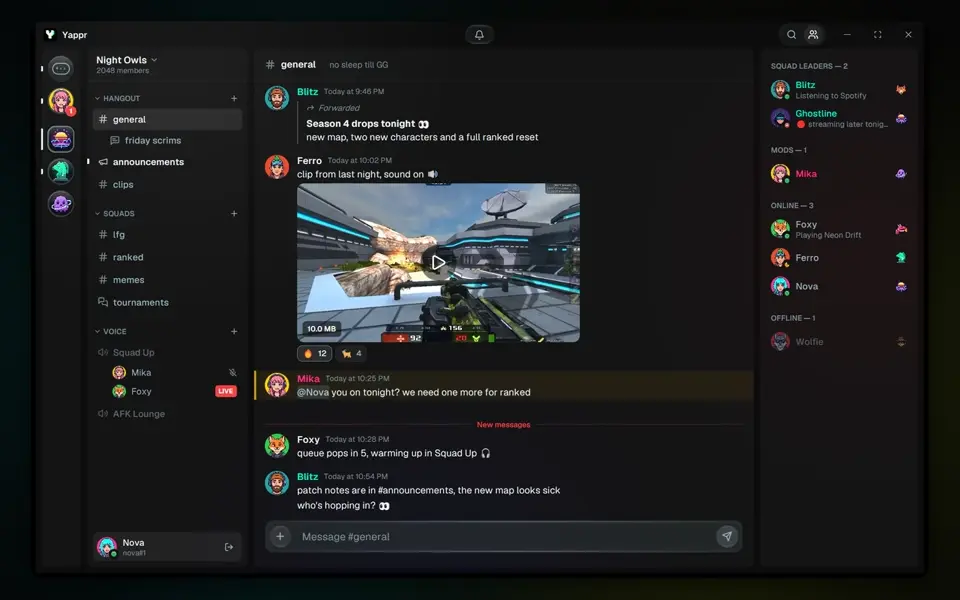 Yappr
Night Owls
2048 members
HANGOUT
general
friday scrims
announcements
clips
SQUADS
lfg
ranked
memes
tournaments
VOICE
Squad Up
Mika
Foxy
LIVE
AFK Lounge
Nova
nova#1
1
# general
no sleep till GG
Blitz Today at 9:46 PM
Forwarded
Season 4 drops tonight 👀
new map, two new characters and a full ranked reset
Ferro Today at 10:02 PM
clip from last night, sound on 🔊
10.0 MB
156
92
🔥 12
🐈 4
Mika Today at 10:25 PM
@Nova you on tonight? we need one more for ranked
New messages
Foxy Today at 10:28 PM
queue pops in 5, warming up in Squad Up 🎧
Blitz Today at 10:54 PM
patch notes are in #announcements, the new map looks sick
who's hopping in? 👀
Message #general
SQUAD LEADERS — 2
Blitz
Listening to Spotify
Ghostline
🔴 streaming later tonig...
MODS — 1
Mika
ONLINE — 3
Foxy
Playing Neon Drift
Ferro
Nova
OFFLINE — 1
Wolfie